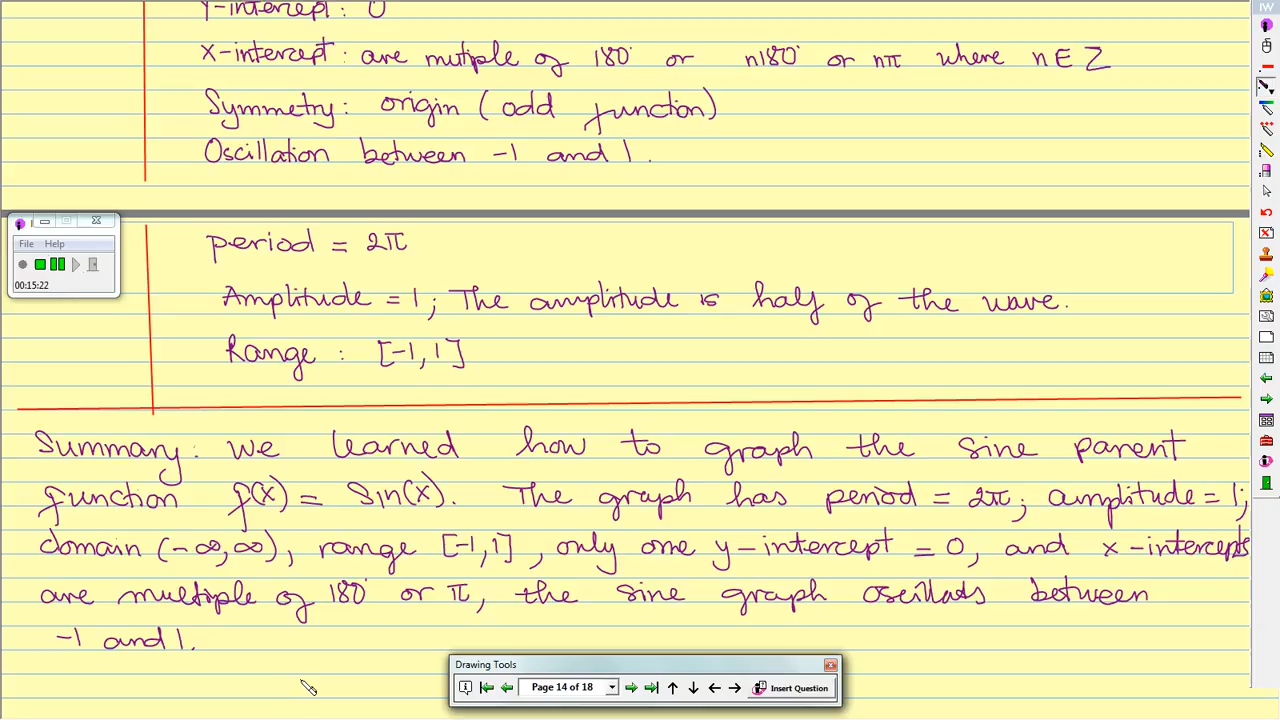 Y-intercept: 0
X-intercept: are mutiple of 180° or n180° or nπ where n∈Z
Symmetry: origin (odd function)
Oscillation between -1 and 1.
File Help
00:15:22
period = 2π
Amplitude = 1; The amplitude is half of the wave.
Range : [-1, 1]
Summary: we learned how to graph the sine parent
function f(x) = Sin(x). The graph has period = 2π; amplitude = 1;
domain (-∞,∞), range [-1,1], only one y-intercept = 0, and x-intercepts
are multiple of 180° or π, the sine graph oscillats between
-1 and 1.
Drawing Tools
Page 14 of 18
Insert Question
IW